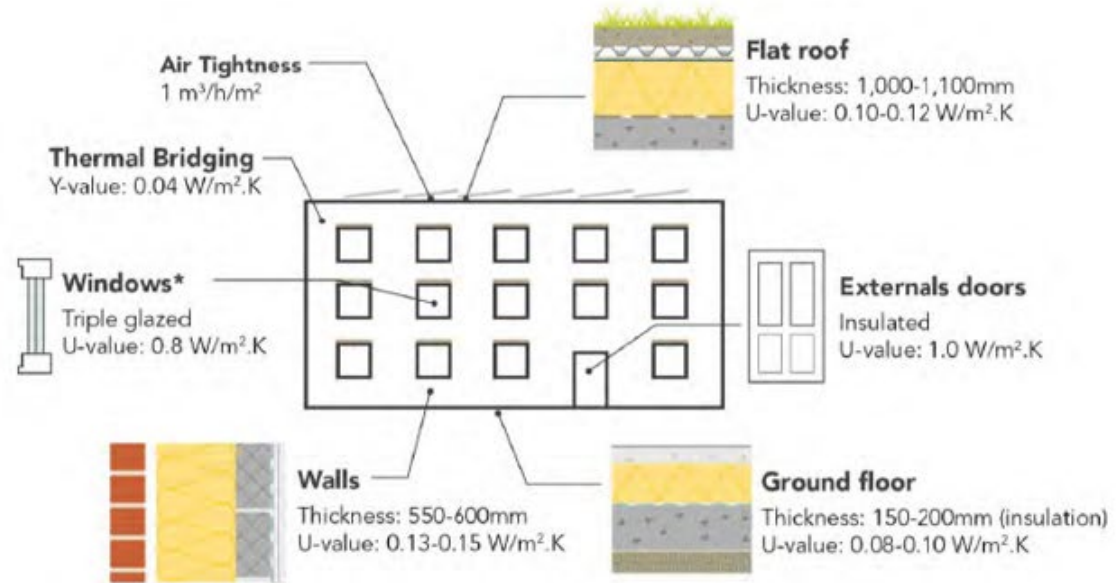 Air Tightness
1 m³/h/m²
Flat roof
Thickness: 1,000-1,100mm
U-value: 0.10-0.12 W/m².K
Thermal Bridging
Y-value: 0.04 W/m².K
Windows*
Triple glazed
U-value: 0.8 W/m².K
Externals doors
Insulated
U-value: 1.0 W/m².K
Walls
Thickness: 550-600mm
U-value: 0.13-0.15 W/m².K
Ground floor
Thickness: 150-200mm (insulation)
U-value: 0.08-0.10 W/m².K